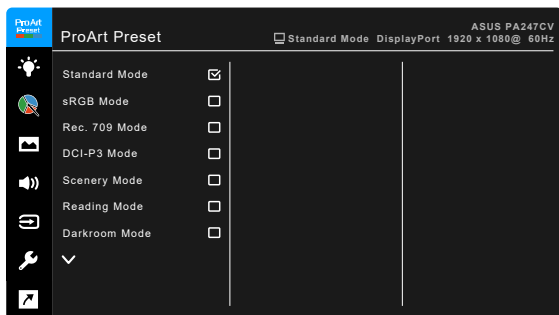 ProArt
Preset
ProArt Preset
ASUS PA247CV
Standard Mode DisplayPort 1920 x 1080@ 60Hz
Standard Mode
sRGB Mode
Rec. 709 Mode
DCI-P3 Mode
Scenery Mode
Reading Mode
Darkroom Mode